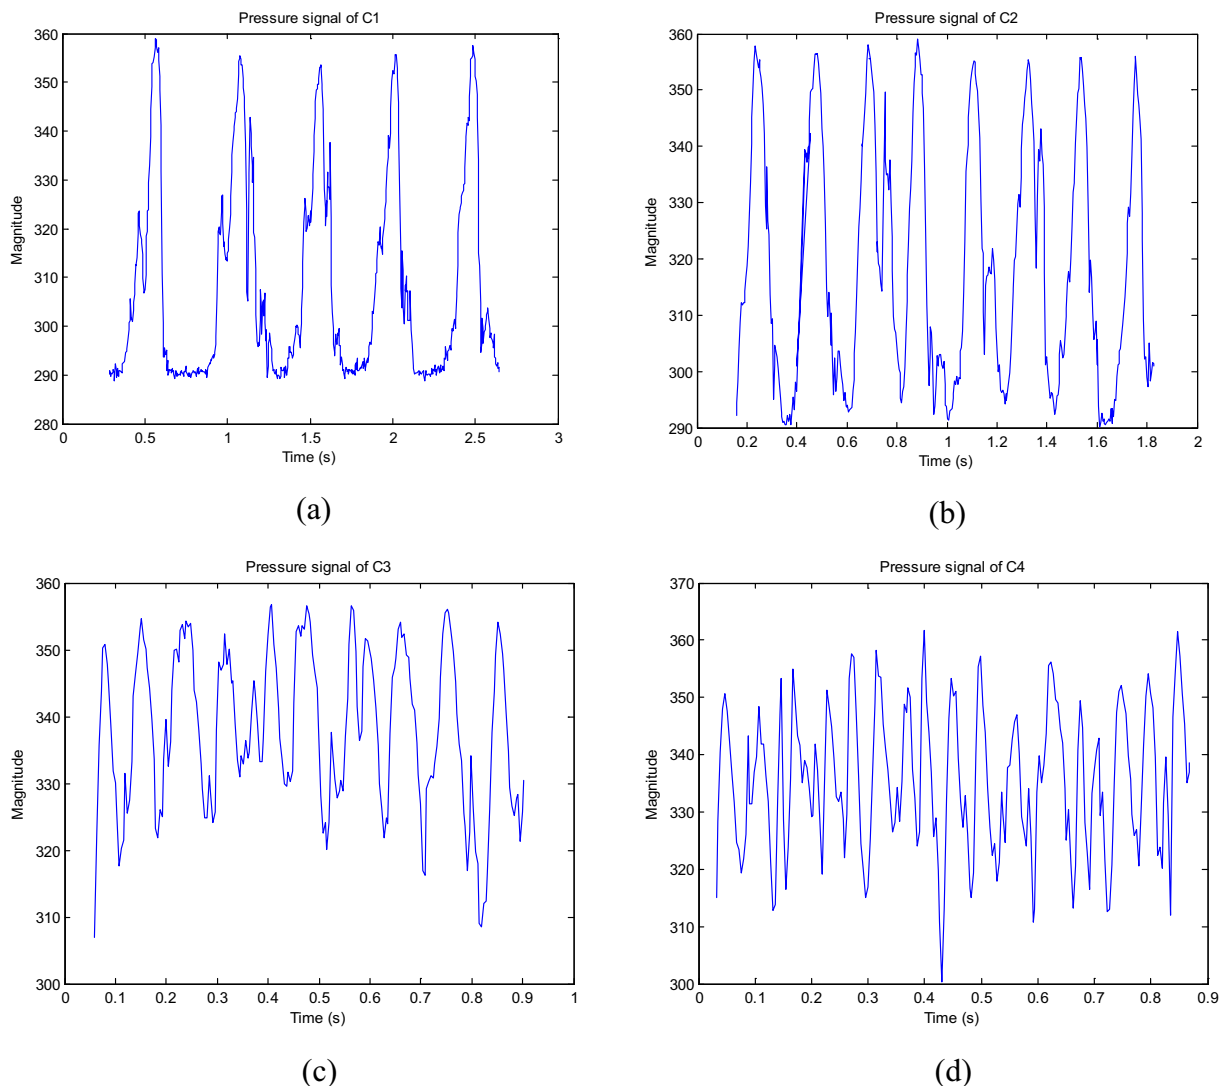 Pressure signal of C1
360
350
340
330
320
310
300
290
280
Magnitude
0 0.5 1 1.5 2 2.5 3
Time (s)
(a)
Pressure signal of C2
360
350
340
330
320
310
300
290
Magnitude
0 0.2 0.4 0.6 0.8 1 1.2 1.4 1.6 1.8 2
Time (s)
(b)
Pressure signal of C3
360
350
340
330
320
310
300
Magnitude
0 0.1 0.2 0.3 0.4 0.5 0.6 0.7 0.8 0.9 1
Time (s)
(c)
Pressure signal of C4
370
360
350
340
330
320
310
300
Magnitude
0 0.1 0.2 0.3 0.4 0.5 0.6 0.7 0.8 0.9
Time (s)
(d)